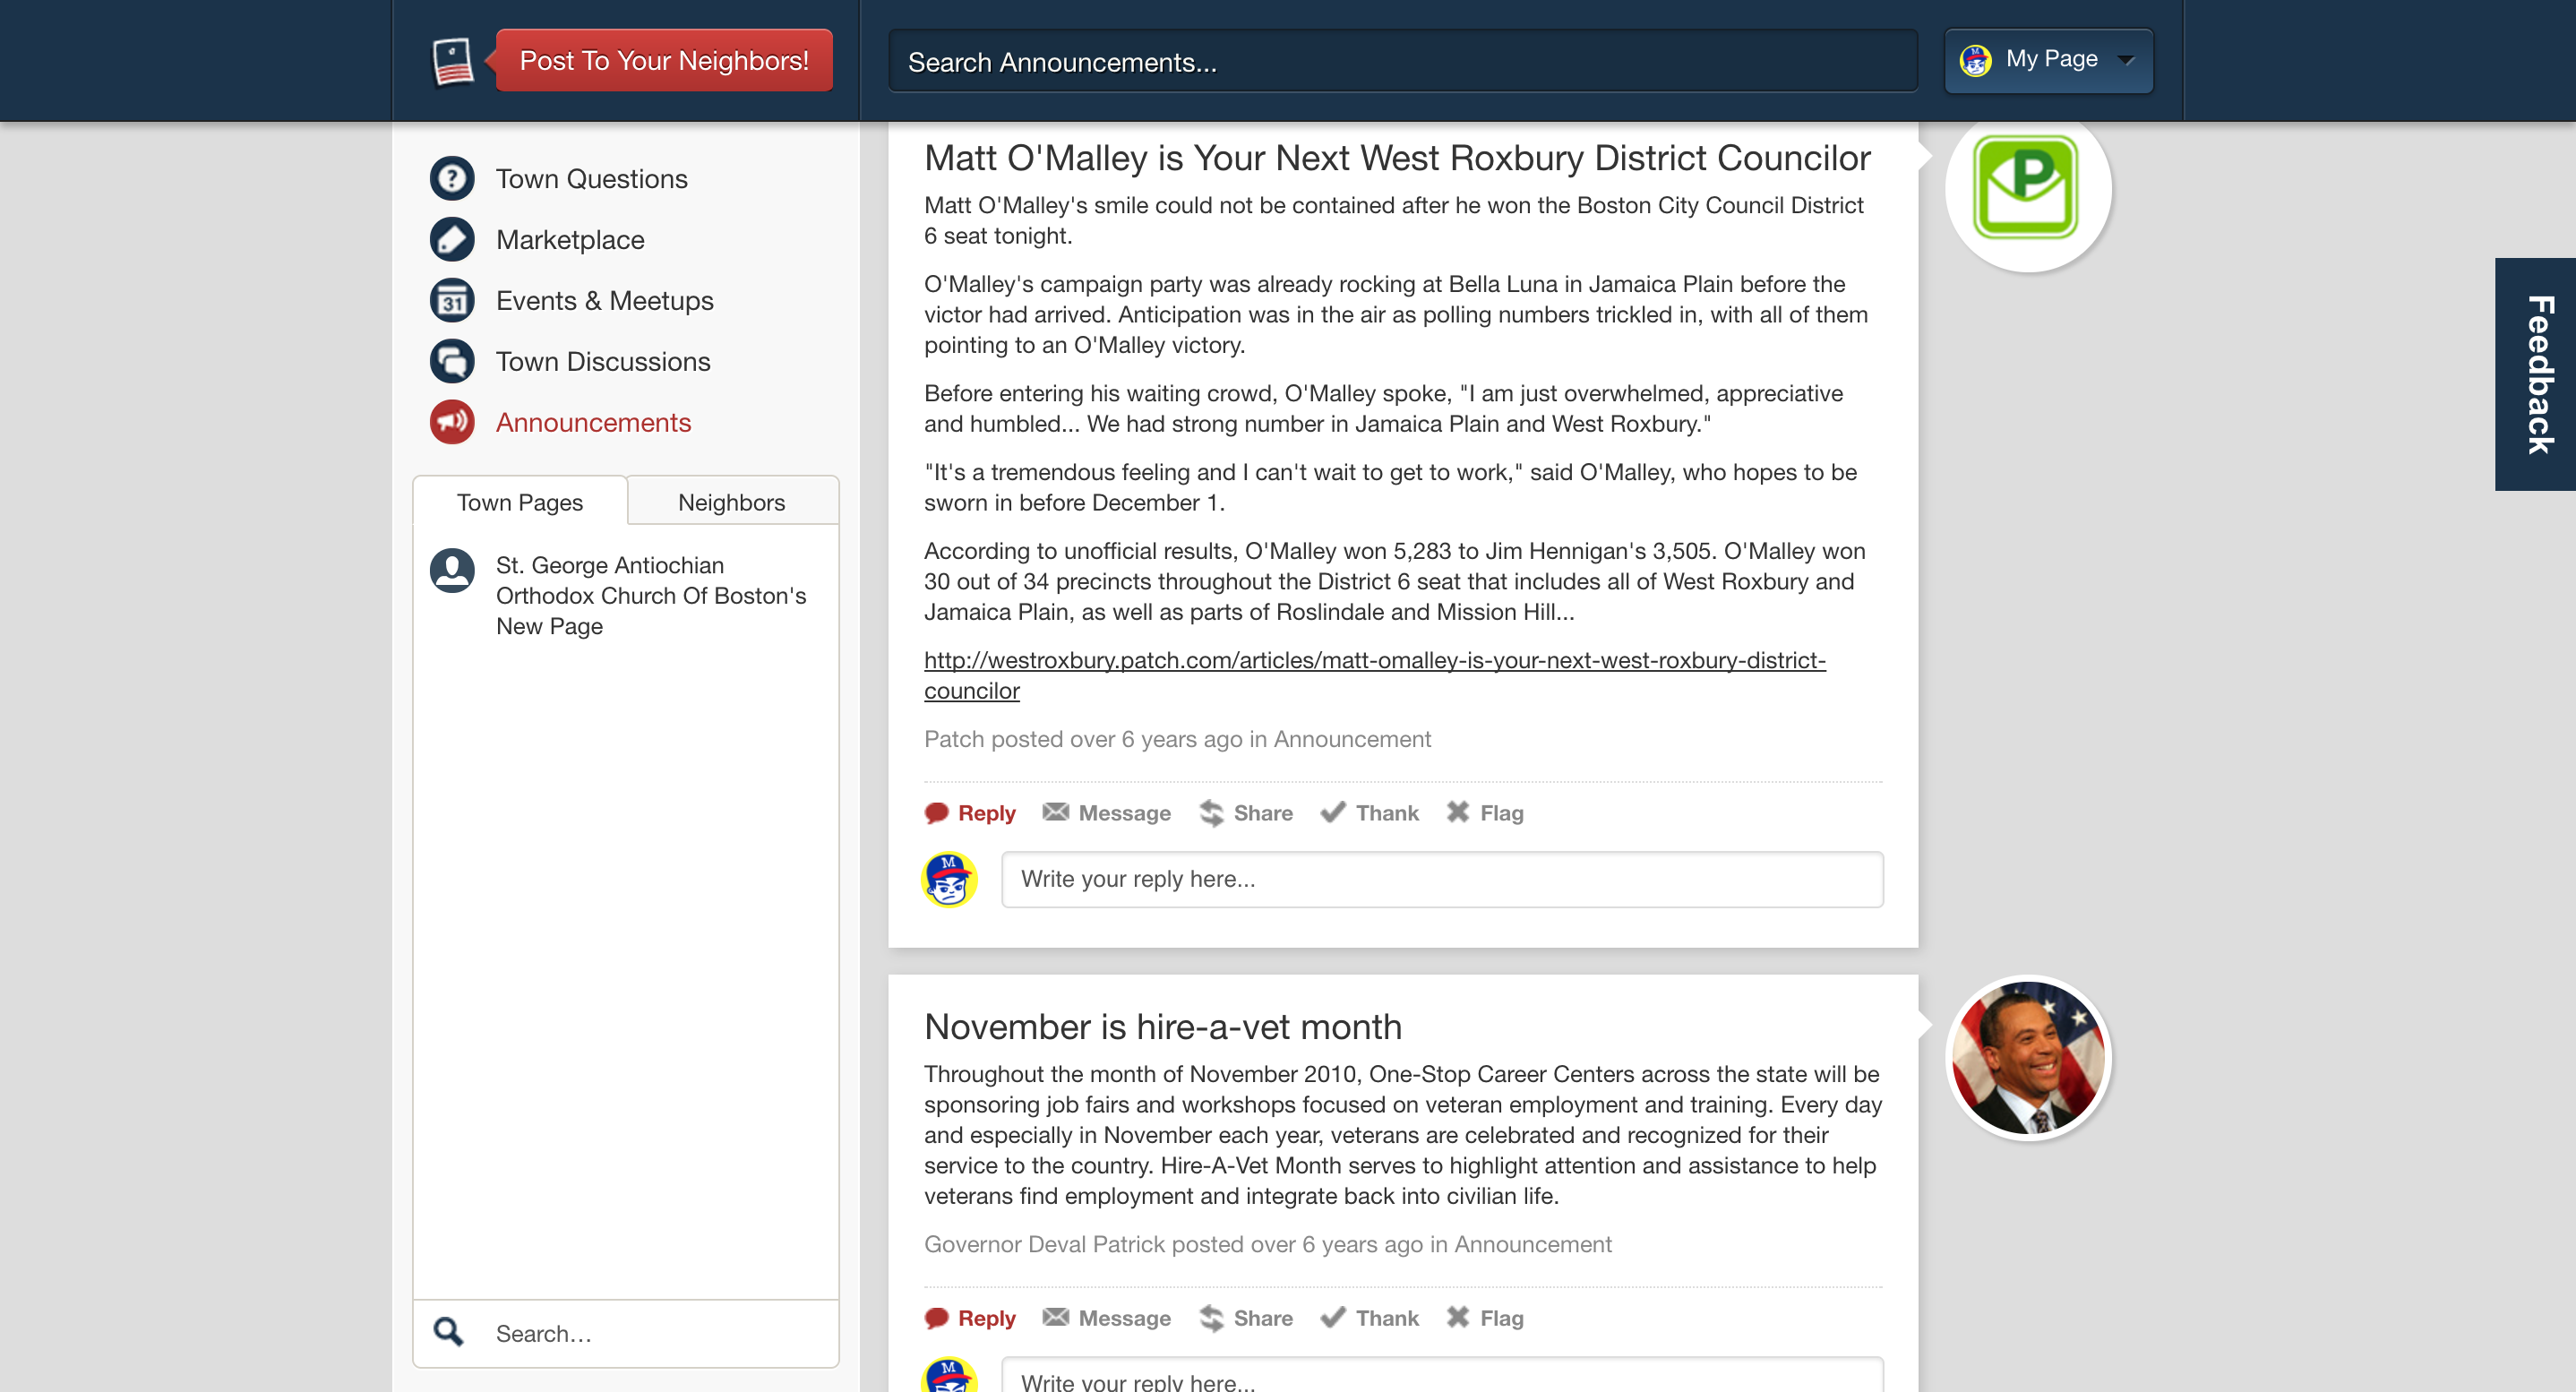 Post To Your Neighbors!
Search Announcements...
My Page
Town Questions
Marketplace
31
Events & Meetups
Town Discussions
Announcements
Town Pages
Neighbors
St. George Antiochian
Orthodox Church Of Boston's
New Page
Search...
Matt O'Malley is Your Next West Roxbury District Councilor
Matt O'Malley's smile could not be contained after he won the Boston City Council District
6 seat tonight.
O'Malley's campaign party was already rocking at Bella Luna in Jamaica Plain before the
victor had arrived. Anticipation was in the air as polling numbers trickled in, with all of them
pointing to an O'Malley victory.
Before entering his waiting crowd, O'Malley spoke, "I am just overwhelmed, appreciative
and humbled... We had strong number in Jamaica Plain and West Roxbury."
"It's a tremendous feeling and I can't wait to get to work," said O'Malley, who hopes to be
sworn in before December 1.
According to unofficial results, O'Malley won 5,283 to Jim Hennigan's 3,505. O'Malley won
30 out of 34 precincts throughout the District 6 seat that includes all of West Roxbury and
Jamaica Plain, as well as parts of Roslindale and Mission Hill...
http://westroxbury.patch.com/articles/matt-omalley-is-your-next-west-roxbury-district-
councilor
Patch posted over 6 years ago in Announcement
Reply Message Share Thank Flag
M
Write your reply here...
P
Feedback
November is hire-a-vet month
Throughout the month of November 2010, One-Stop Career Centers across the state will be
sponsoring job fairs and workshops focused on veteran employment and training. Every day
and especially in November each year, veterans are celebrated and recognized for their
service to the country. Hire-A-Vet Month serves to highlight attention and assistance to help
veterans find employment and integrate back into civilian life.
Governor Deval Patrick posted over 6 years ago in Announcement
Reply Message Share Thank Flag
M
Write your reply here...